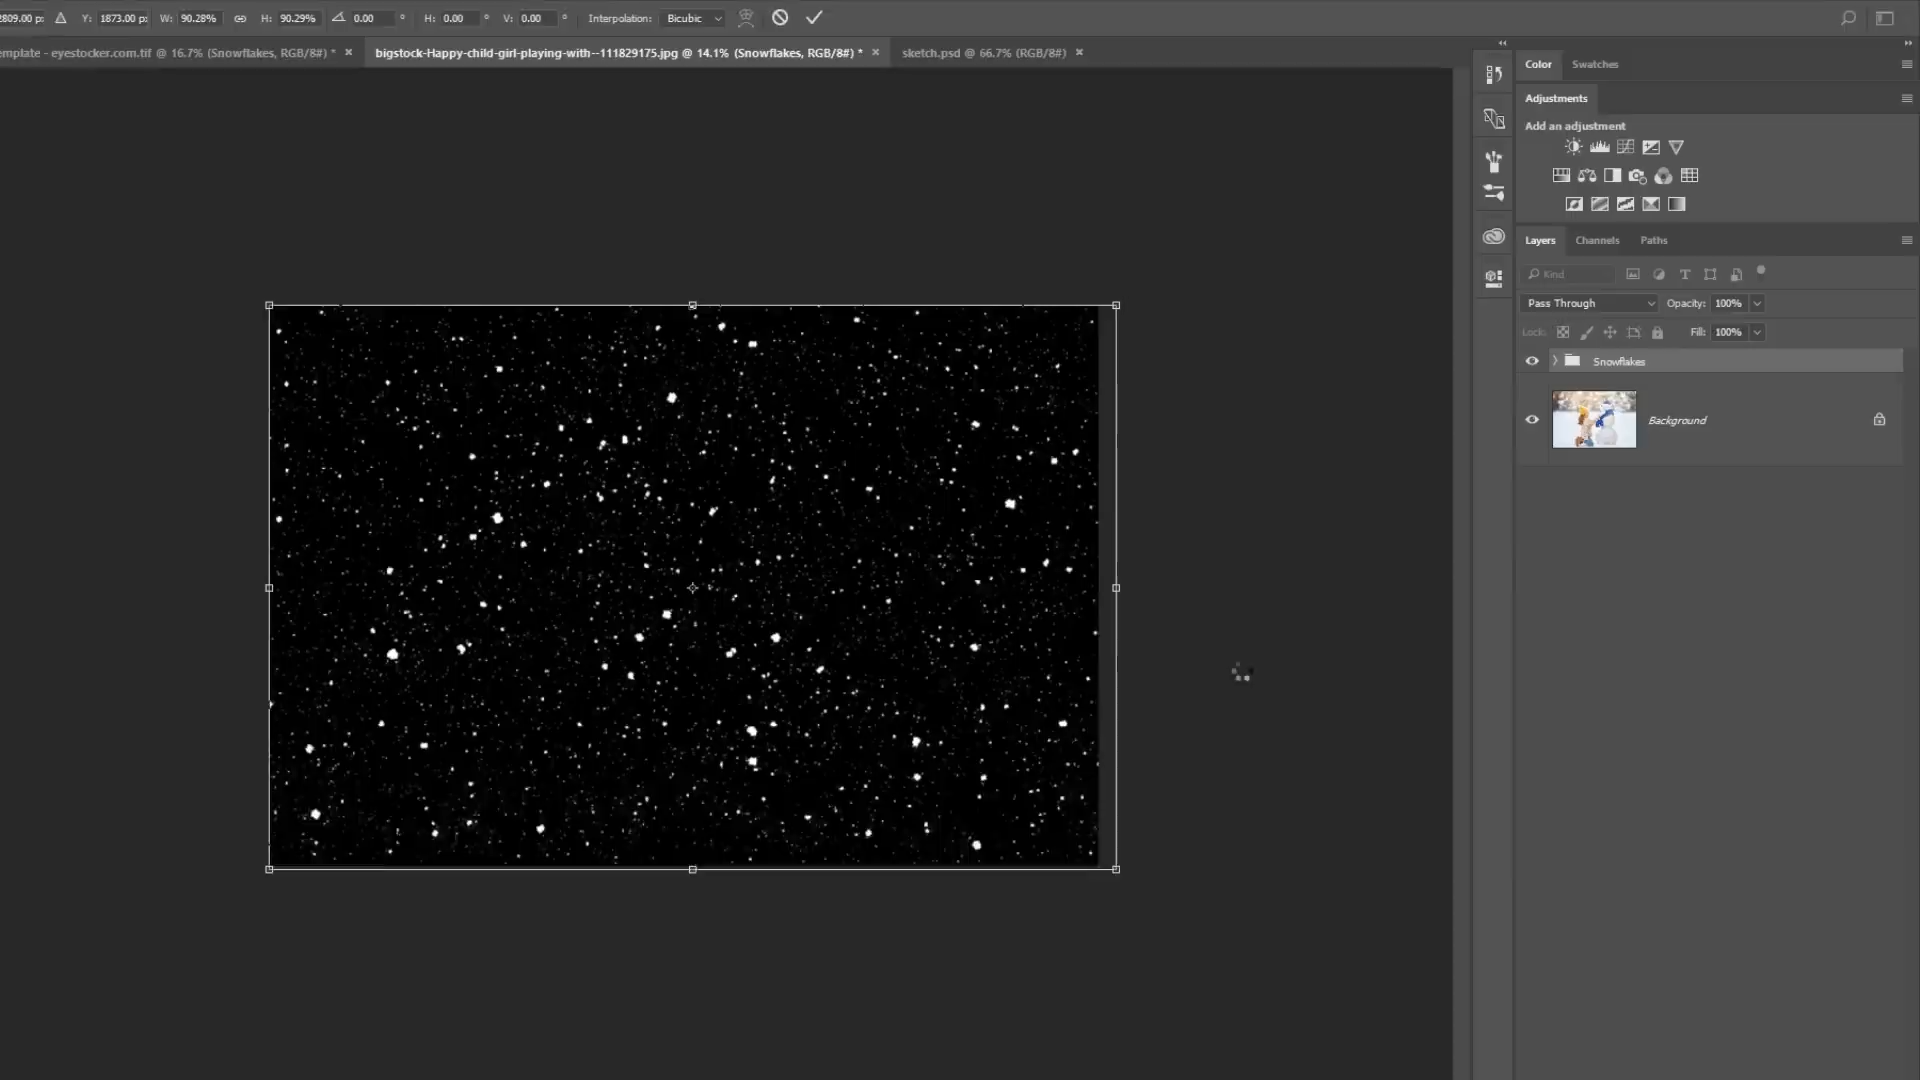 2809.00 p: Y: 1873.00 p: W: 90.28% H: 90.29% 0.00 ° H: 0.00 ° V: 0.00 ° Interpolation: Bicubic
emplate - eyestocker.com.tif @ 16.7% (Snowflakes, RGB/8#) * × bigstock-Happy-child-girl-playing-with--111829175.jpg @ 14.1% (Snowflakes, RGB/8#) * × sketch.psd @ 66.7% (RGB/8#) ×
Color Swatches
Adjustments
Add an adjustment
Layers Channels Paths
Kind
Pass Through Opacity: 100%
Lock: Fill: 100%
Snowflakes
Background